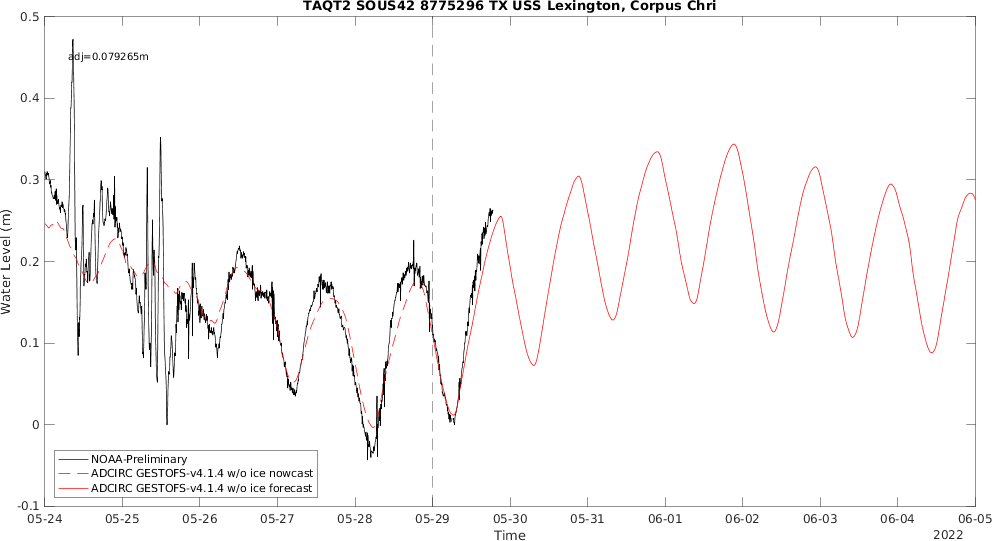 TAQT2 SOUS42 8775296 TX USS Lexington, Corpus Chri
adj=0.079265m
0.5
0.4
0.3
0.2
0.1
0
-0.1
Water Level (m)
NOAA-Preliminary
ADCIRC GESTOFS-v4.1.4 w/o ice nowcast
ADCIRC GESTOFS-v4.1.4 w/o ice forecast
05-24 05-25 05-26 05-27 05-28 05-29 05-30 05-31 06-01 06-02 06-03 06-04 06-05
Time
2022